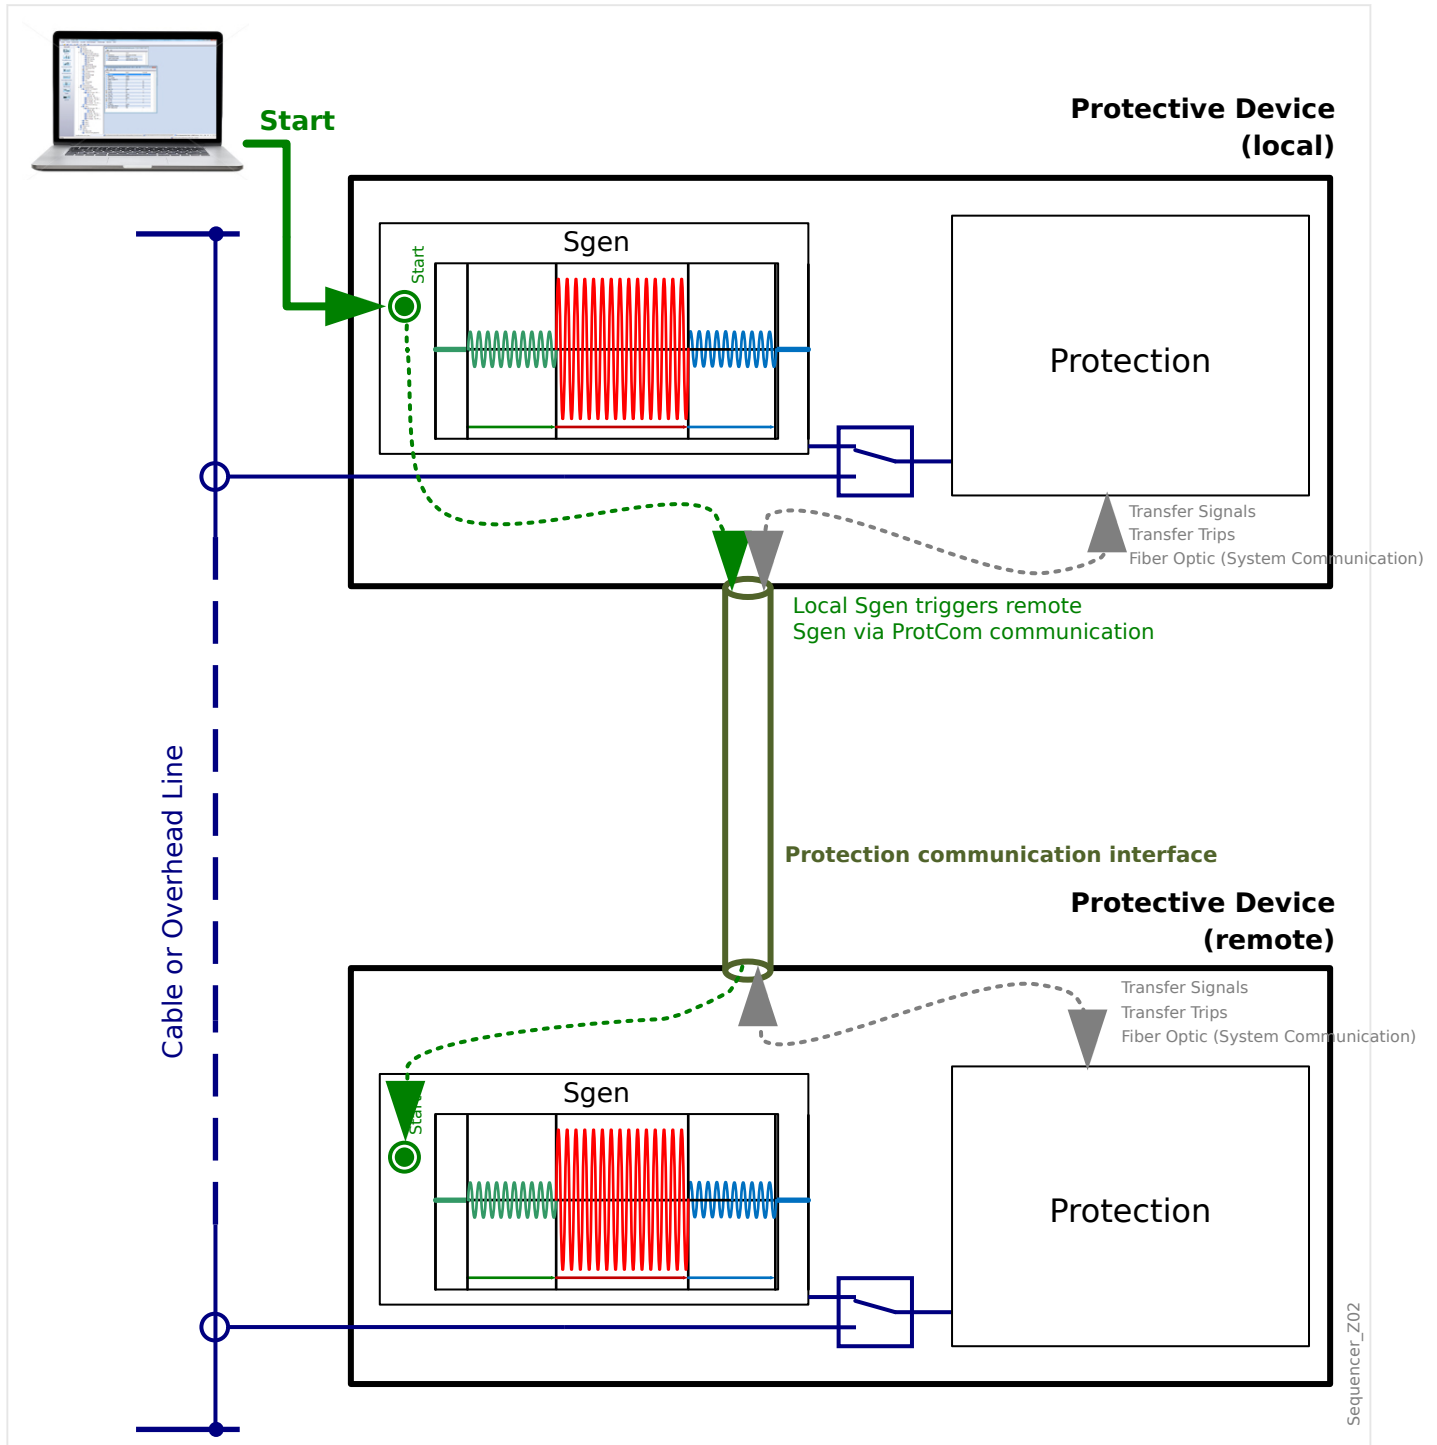 Start
Protective Device
(local)
Sgen
Start
Protection
Transfer Signals
Transfer Trips
Fiber Optic (System Communication)
Local Sgen triggers remote
Sgen via ProtCom communication
Cable or Overhead Line
Protection communication interface
Protective Device
(remote)
Transfer Signals
Transfer Trips
Fiber Optic (System Communication)
Sgen
Start
Protection
Sequencer_Z02